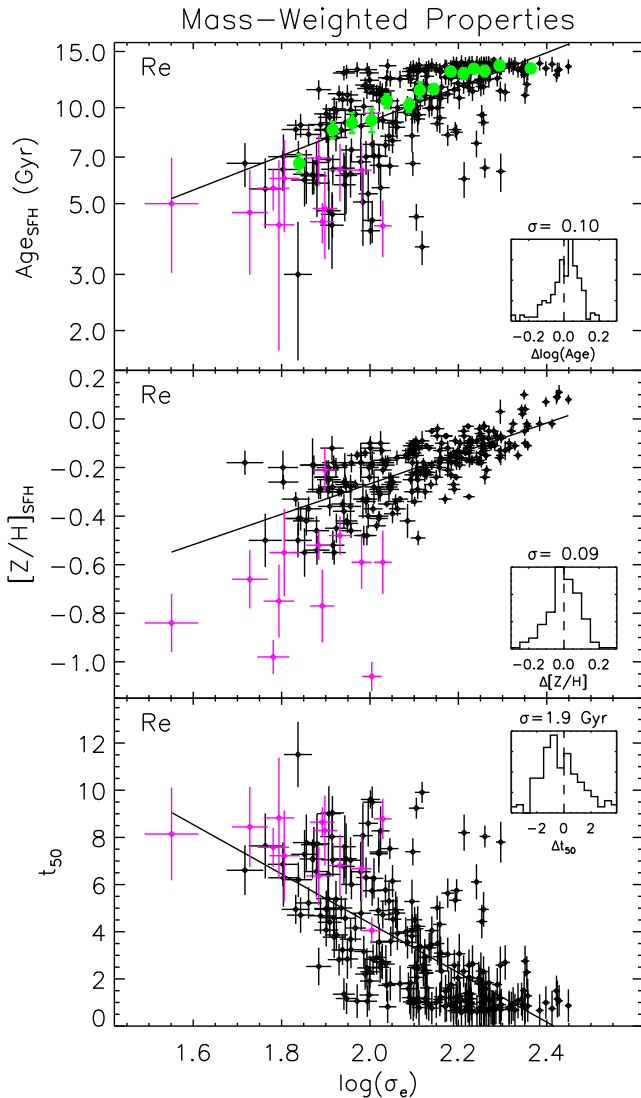 Mass-Weighted Properties
Re
15.0
10.0
7.0
5.0
3.0
2.0
Age_SFH (Gyr)
σ= 0.10
-0.2 0.0 0.2
Δlog(Age)
Re
0.2
0.0
-0.2
-0.4
-0.6
-0.8
-1.0
[Z/H]_SFH
σ= 0.09
-0.2 0.0 0.2
Δ[Z/H]
Re
12
10
8
6
4
2
0
t_50
σ=1.9 Gyr
-2 0 2
Δt_50
1.6 1.8 2.0 2.2 2.4
log(σ_e)